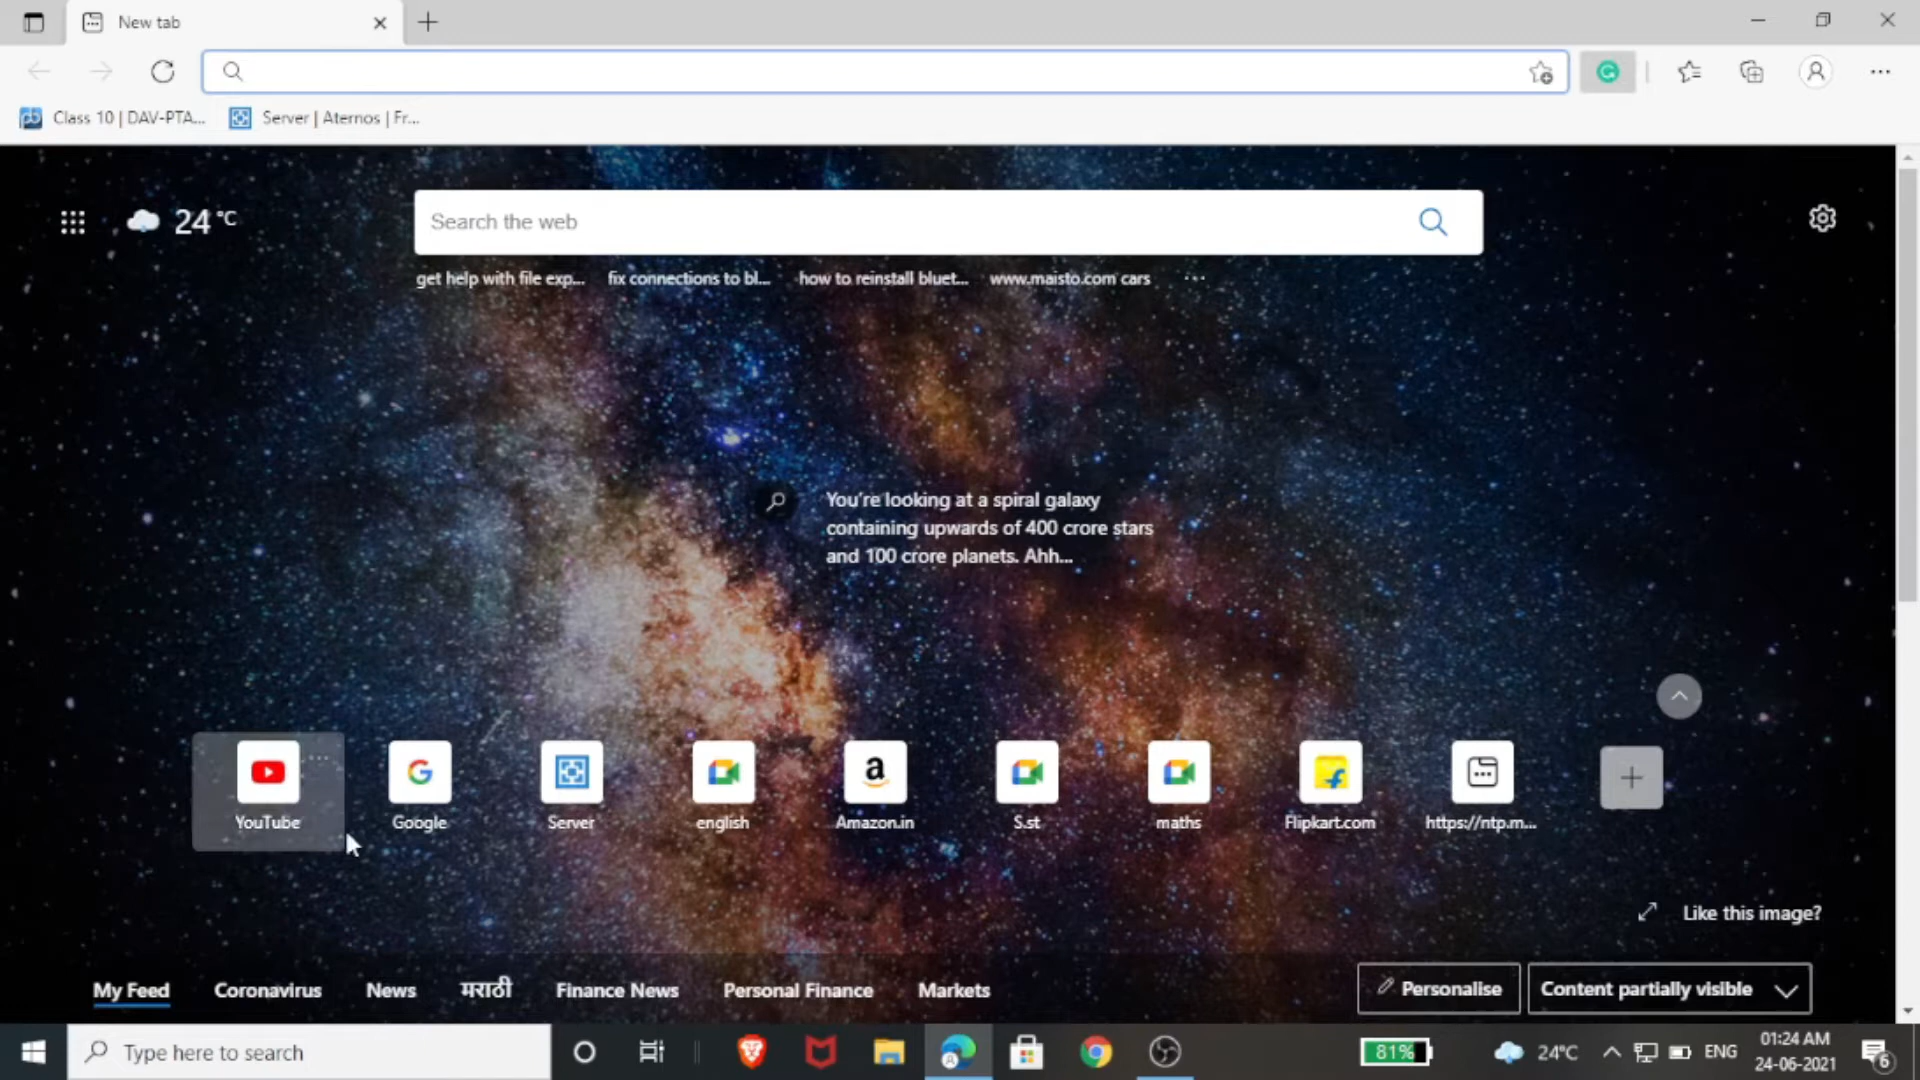 New tab
Class 10 | DAV-PTA...
Server | Aternos | Fr...
24 °C
Search the web
get help with file exp...
fix connections to bl...
how to reinstall bluet...
www.maisto.com cars
You're looking at a spiral galaxy
containing upwards of 400 crore stars
and 100 crore planets. Ahh...
YouTube
Google
Server
english
Amazon.in
S.st
maths
Flipkart.com
https://ntp.m...
Like this image?
My Feed
Coronavirus
News
मराठी
Finance News
Personal Finance
Markets
Personalise
Content partially visible
Type here to search
81%
24°C
ENG
01:24 AM
24-06-2021
6